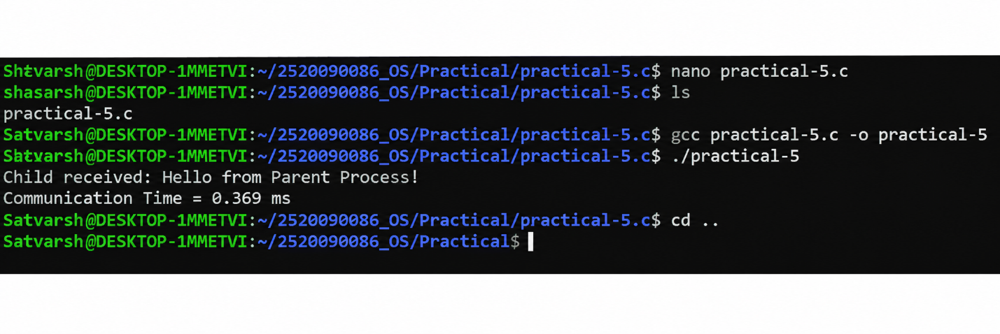 Shtvarsh@DESKTOP-1MMETVI:~/2520090086_OS/Practical/practical-5.c$ nano practical-5.c
shasarsh@DESKTOP-1MMETVI:~/2520090086_OS/Practical/practical-5.c$ ls
practical-5.c
Satvarsh@DESKTOP-1MMETVI:~/2520090086_OS/Practical/practical-5.c$ gcc practical-5.c -o practical-5
Shtvarsh@DESKTOP-1MMETVI:~/2520090086_OS/Practical/practical-5.c$ ./practical-5
Child received: Hello from Parent Process!
Communication Time = 0.369 ms
Satvarsh@DESKTOP-1MMETVI:~/2520090086_OS/Practical/practical-5.c$ cd ..
Satvarsh@DESKTOP-1MMETVI:~/2520090086_OS/Practical$